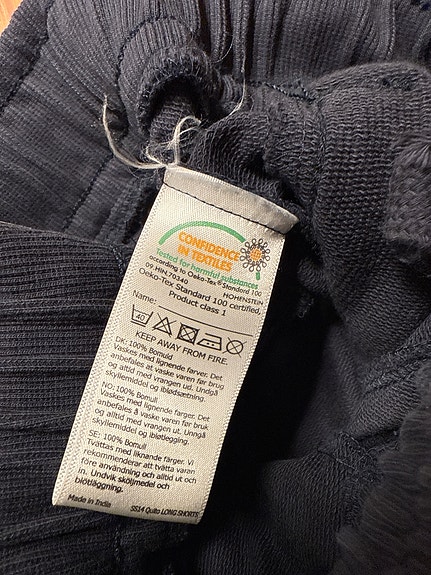 CONFIDENCE
IN TEXTILES
Tested for harmful substances
according to Oeko-Tex® Standard 100
09.HIN.70340 HOHENSTEIN
Oeko-Tex Standard 100 certified,
Product class 1
Name:
40
KEEP AWAY FROM FIRE.
DK: 100% Bomuld
Vaskes med lignende farver. Det
anbefales at vaske varen før brug
og altid med vrangen ud. Undgå
skyllemiddel og iblødsætning.
NO: 100% Bomull
Vaskes med lignende farger. Det
anbefales å vaske varen før bruk
og alltid med vrangen ut. Unngå
skyllemiddel og ibløtlegging.
SE: 100% Bomull
Tvättas med liknande färger. Vi
rekommenderar att tvätta varan
före användning och alltid ut och
in. Undvik sköljmedel och
blötläggning.
Made in India SS14 Quito LONG SHORTS